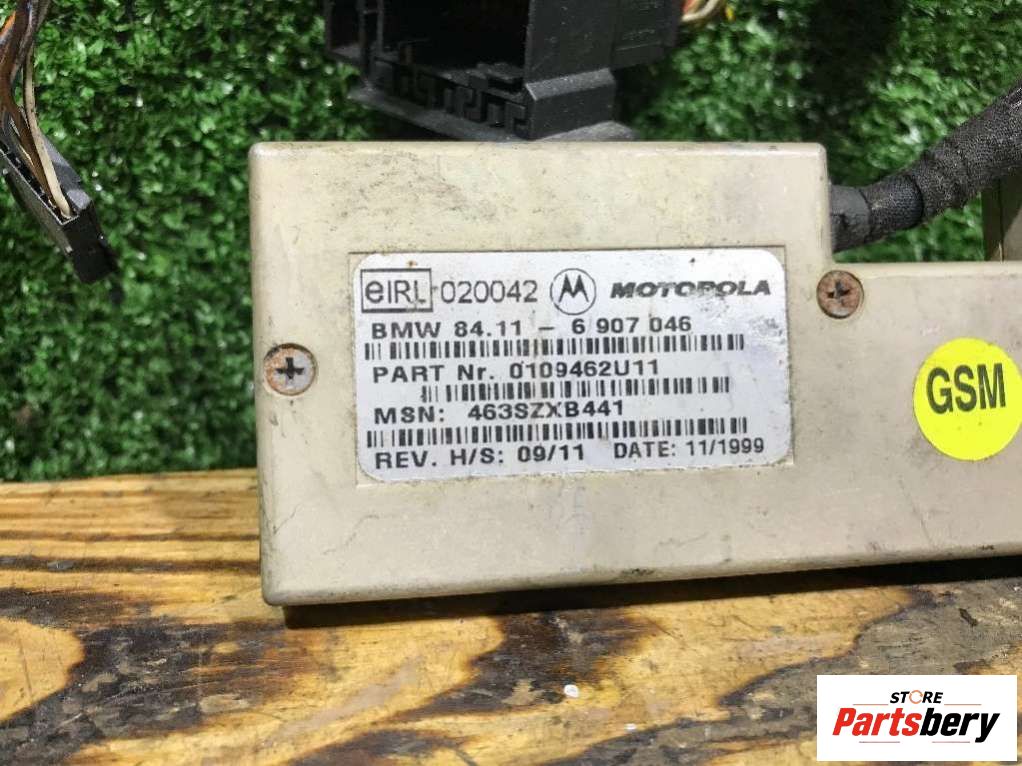 eIRL 020042 M MOTOROLA
BMW 84.11 - 6 907 046
PART Nr. 0109462U11
MSN: 463SZXB441
REV. H/S: 09/11 DATE: 11/1999
GSM
STORE
Partsbery